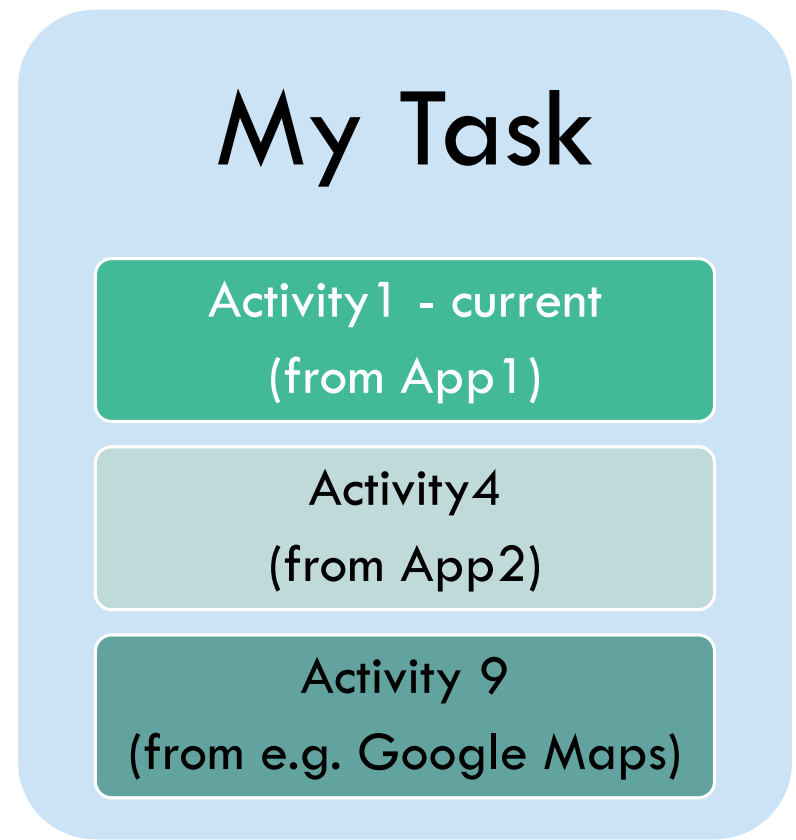 My Task
Activity1 - current
(from App1)
Activity4
(from App2)
Activity 9
(from e.g. Google Maps)